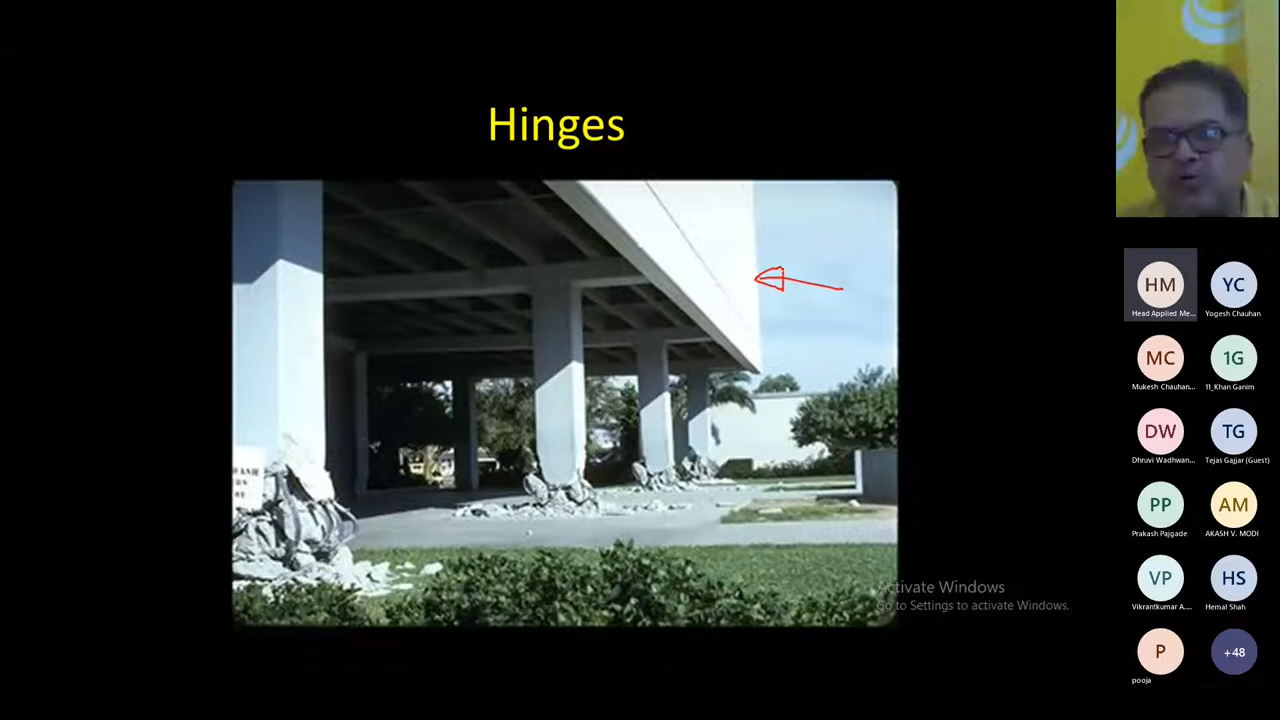 Hinges
Activate Windows
Go to Settings to activate Windows.
HM
Head Applied Me...
YC
Yogesh Chauhan
MC
Mukesh Chauhan...
1G
11_Khan Ganim
DW
Dhruvi Wadhwan...
TG
Tejas Gajjar (Guest)
PP
Prakash Pajgade
AM
AKASH V. MODI
VP
Vikrantkumar A....
HS
Hemal Shah
P
pooja
+48